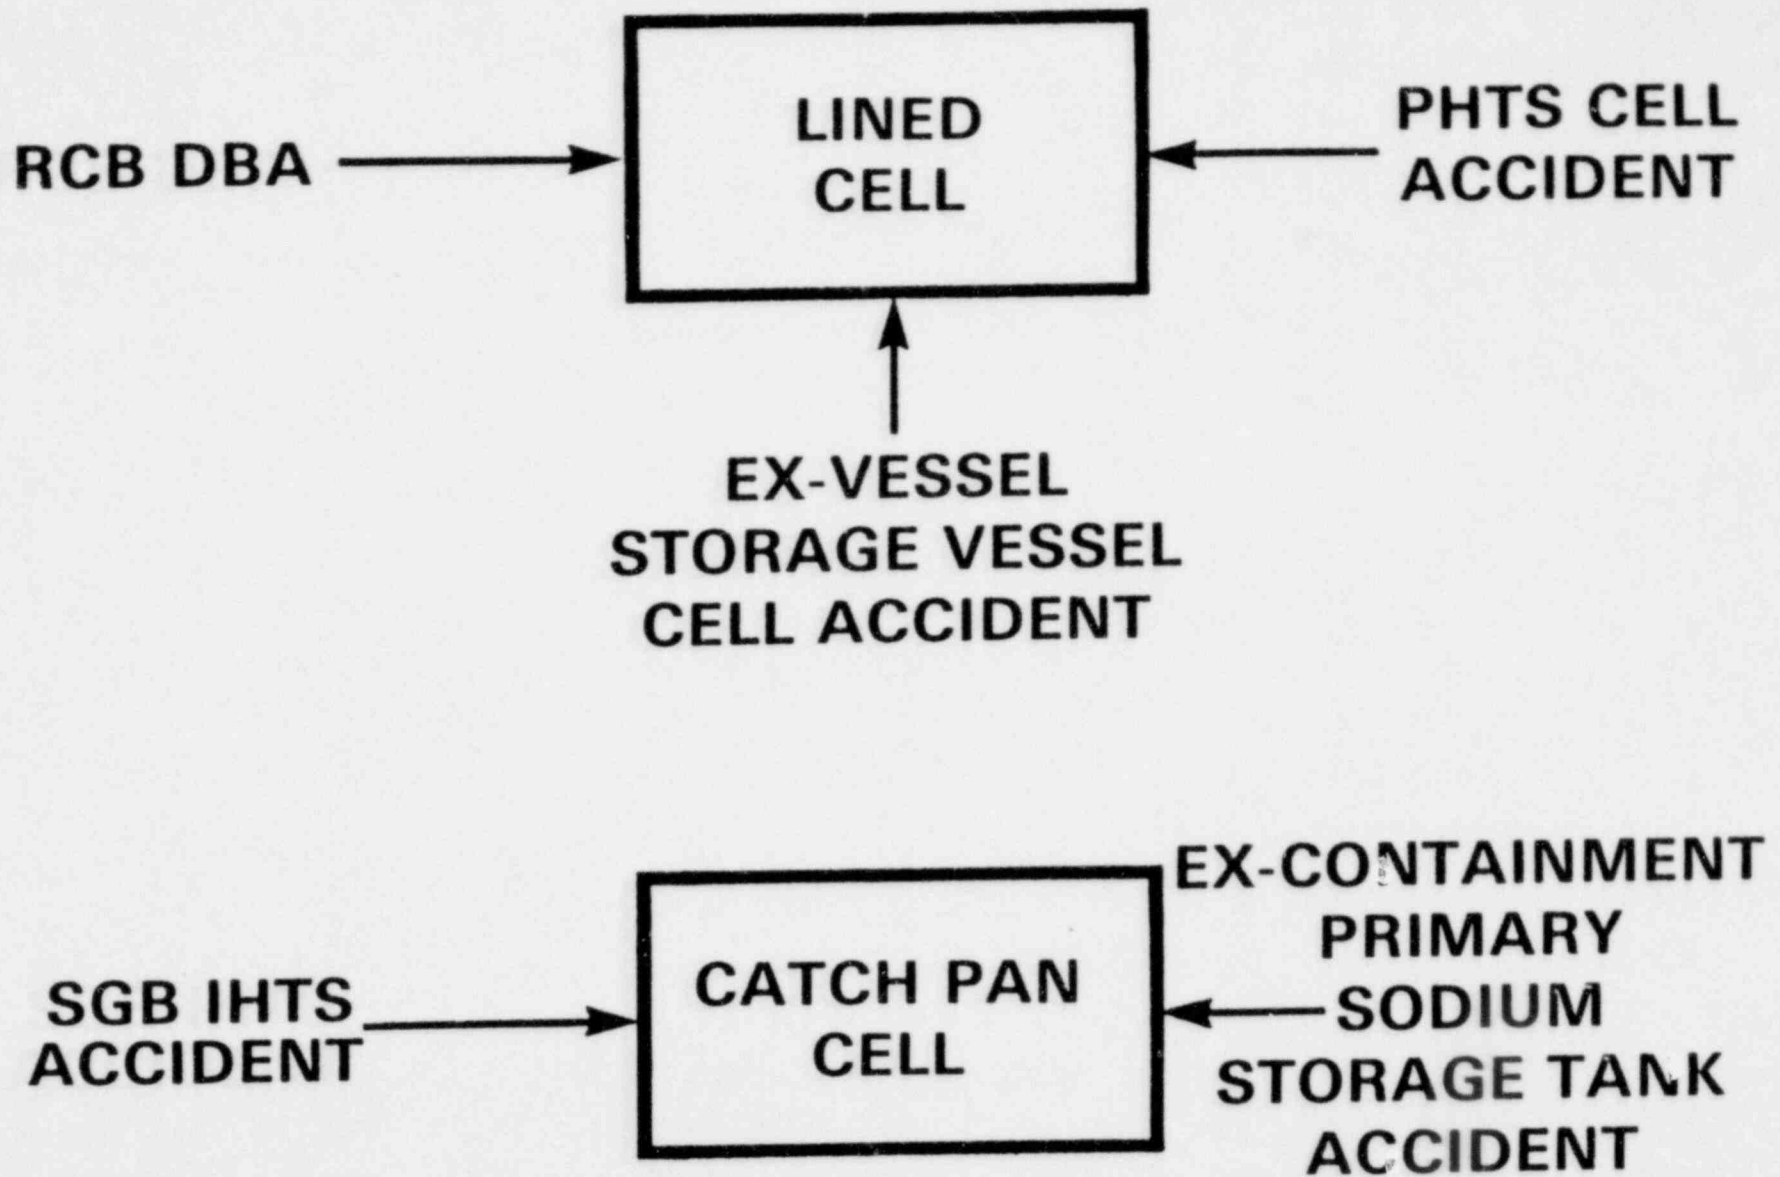 RCB DBA
LINED
CELL
PHTS CELL
ACCIDENT
EX-VESSEL
STORAGE VESSEL
CELL ACCIDENT
SGB IHTS
ACCIDENT
CATCH PAN
CELL
EX-CONTAINMENT
PRIMARY
SODIUM
STORAGE TANK
ACCIDENT